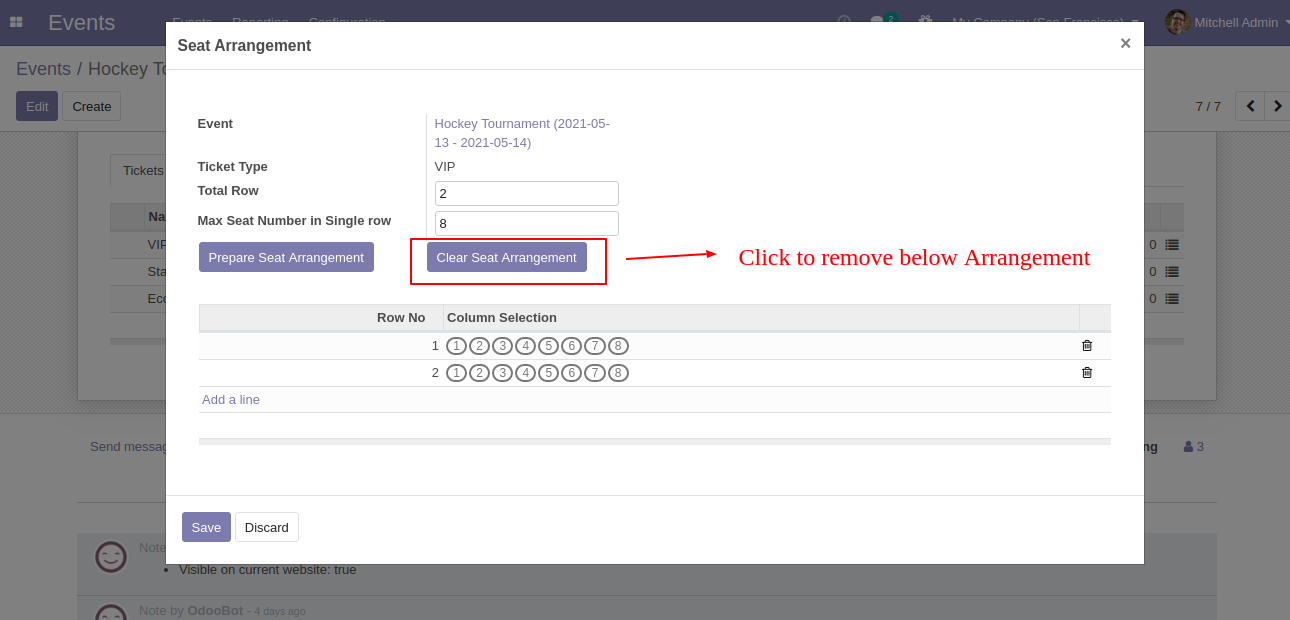 Events
Events Reporting Configuration
2
My Company (San Francisco)
Mitchell Admin
Seat Arrangement
×
Events / Hockey
Edit Create
7 / 7
Event
Hockey Tournament (2021-05-
13 - 2021-05-14)
Tickets
Ticket Type
VIP
Total Row
2
Max Seat Number in Single row
8
Prepare Seat Arrangement
Clear Seat Arrangement
Click to remove below Arrangement
0
0
0
Row No Column Selection
1 1 2 3 4 5 6 7 8
2 1 2 3 4 5 6 7 8
Add a line
Send messag
ng
3
Save Discard
Note
Visible on current website: true
Note by OdooBot - 4 days ago